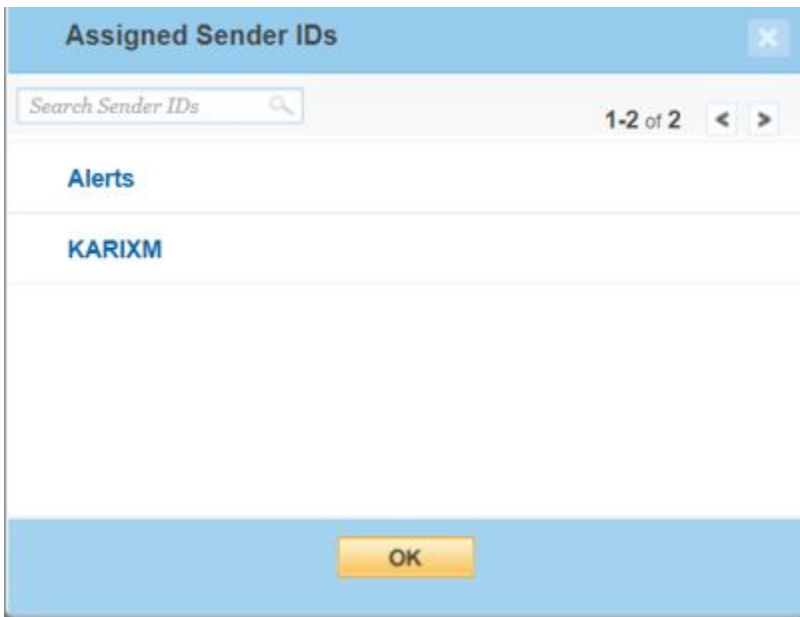 Assigned Sender IDs
Search Sender IDs
1-2 of 2
Alerts
KARIXM
OK